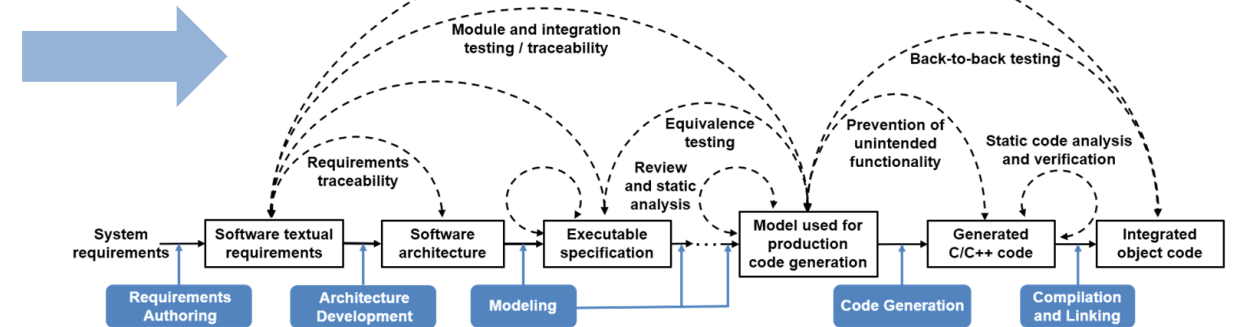 Module and integration
testing / traceability
Back-to-back testing
Equivalence
testing
Prevention of
unintended
functionality
Static code analysis
and verification
Requirements
traceability
Review
and static
analysis
System
requirements
Software textual
requirements
Software
architecture
Executable
specification
Model used for
production
code generation
Generated
C/C++ code
Integrated
object code
Requirements
Authoring
Architecture
Development
Modeling
Code Generation
Compilation
and Linking